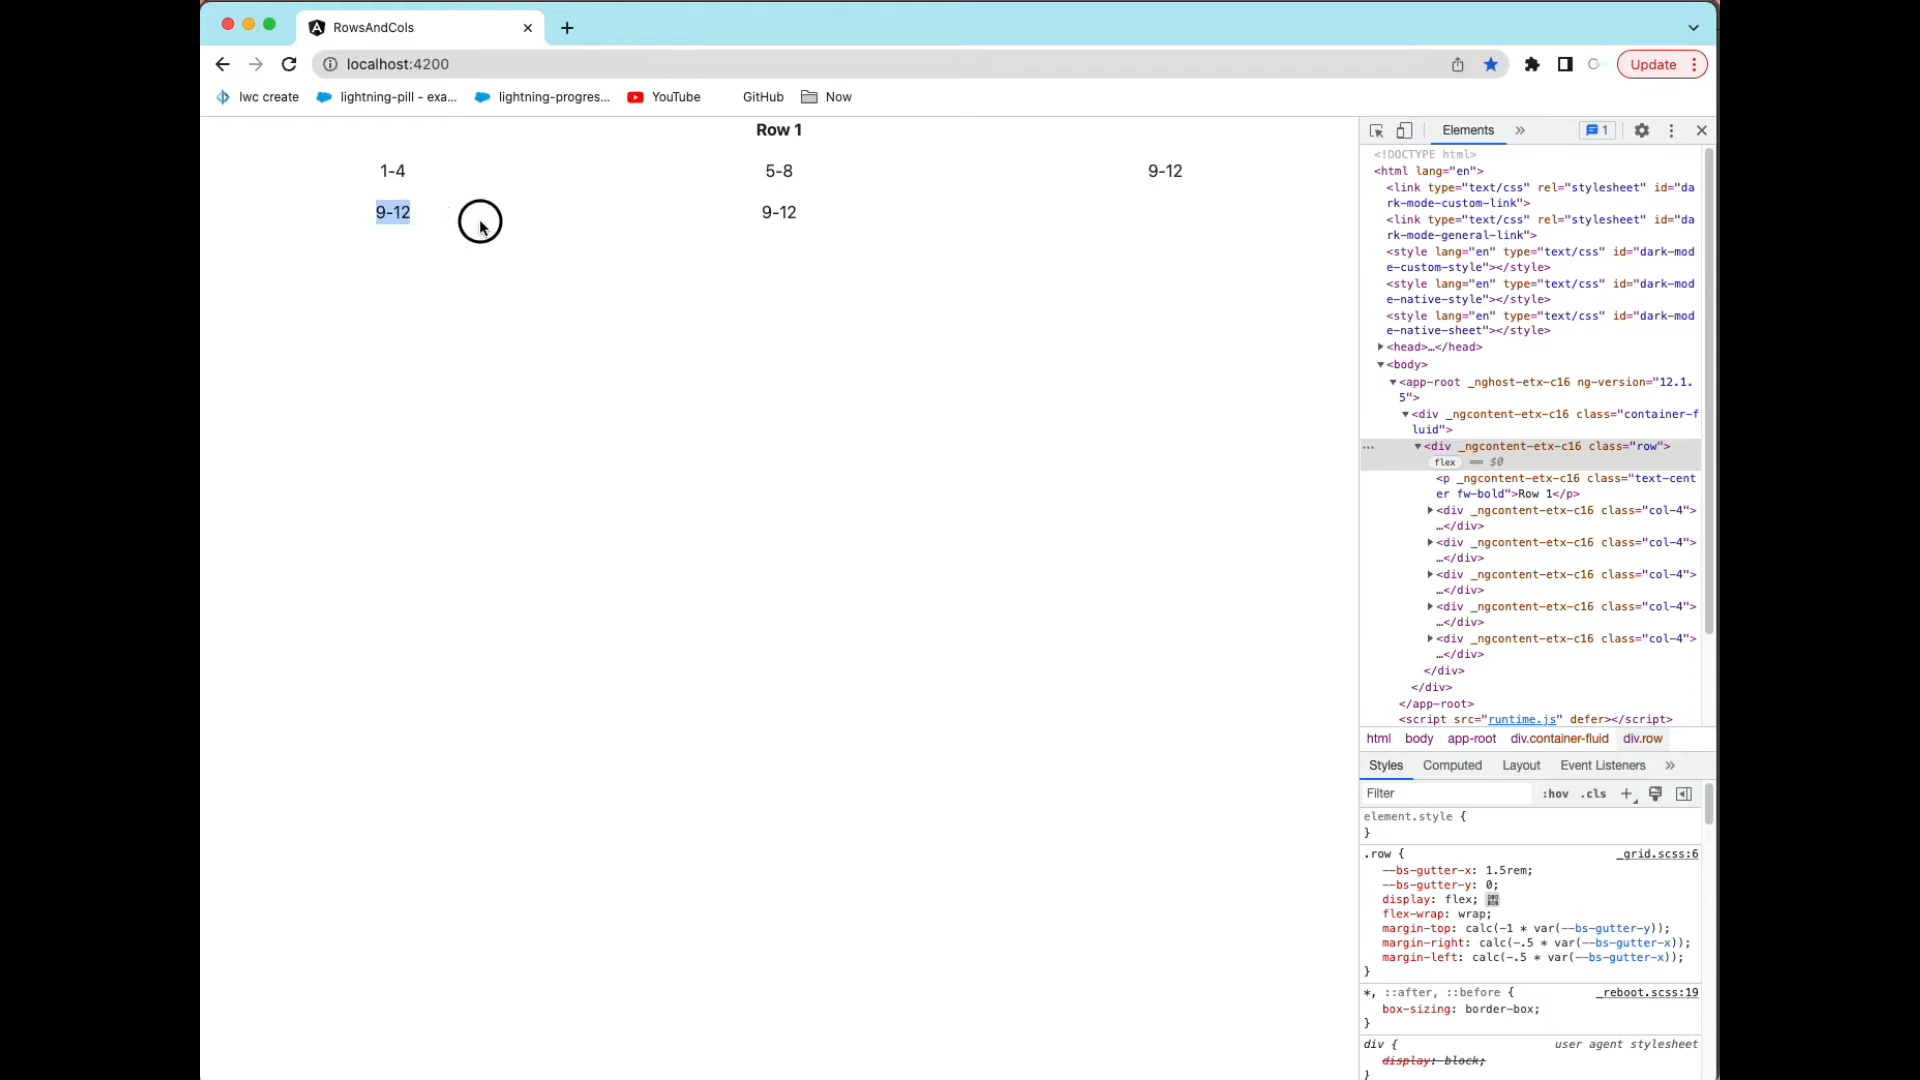 RowsAndCols
localhost:4200
Update
lwc create
lightning-pill - exa...
lightning-progres...
YouTube
GitHub
Now
Row 1
1-4 5-8 9-12
9-12 9-12
Elements
1
<!DOCTYPE html>
<html lang="en">
<link type="text/css" rel="stylesheet" id="da
rk-mode-custom-link">
<link type="text/css" rel="stylesheet" id="da
rk-mode-general-link">
<style lang="en" type="text/css" id="dark-mod
e-custom-style"></style>
<style lang="en" type="text/css" id="dark-mod
e-native-style"></style>
<style lang="en" type="text/css" id="dark-mod
e-native-sheet"></style>
<head>…</head>
<body>
<app-root _nghost-etx-c16 ng-version="12.1.
5">
<div _ngcontent-etx-c16 class="container-f
luid">
<div _ngcontent-etx-c16 class="row">
flex == $0
<p _ngcontent-etx-c16 class="text-cent
er fw-bold">Row 1</p>
<div _ngcontent-etx-c16 class="col-4">
…</div>
<div _ngcontent-etx-c16 class="col-4">
…</div>
<div _ngcontent-etx-c16 class="col-4">
…</div>
<div _ngcontent-etx-c16 class="col-4">
…</div>
<div _ngcontent-etx-c16 class="col-4">
…</div>
</div>
</div>
</app-root>
<script src="runtime.js" defer></script>
html body app-root div.container-fluid div.row
Styles Computed Layout Event Listeners
Filter :hov .cls
element.style {
}
.row { _grid.scss:6
--bs-gutter-x: 1.5rem;
--bs-gutter-y: 0;
display: flex;
flex-wrap: wrap;
margin-top: calc(-1 * var(--bs-gutter-y));
margin-right: calc(-.5 * var(--bs-gutter-x));
margin-left: calc(-.5 * var(--bs-gutter-x));
}
*, ::after, ::before { _reboot.scss:19
box-sizing: border-box;
}
div { user agent stylesheet
display: block;
}